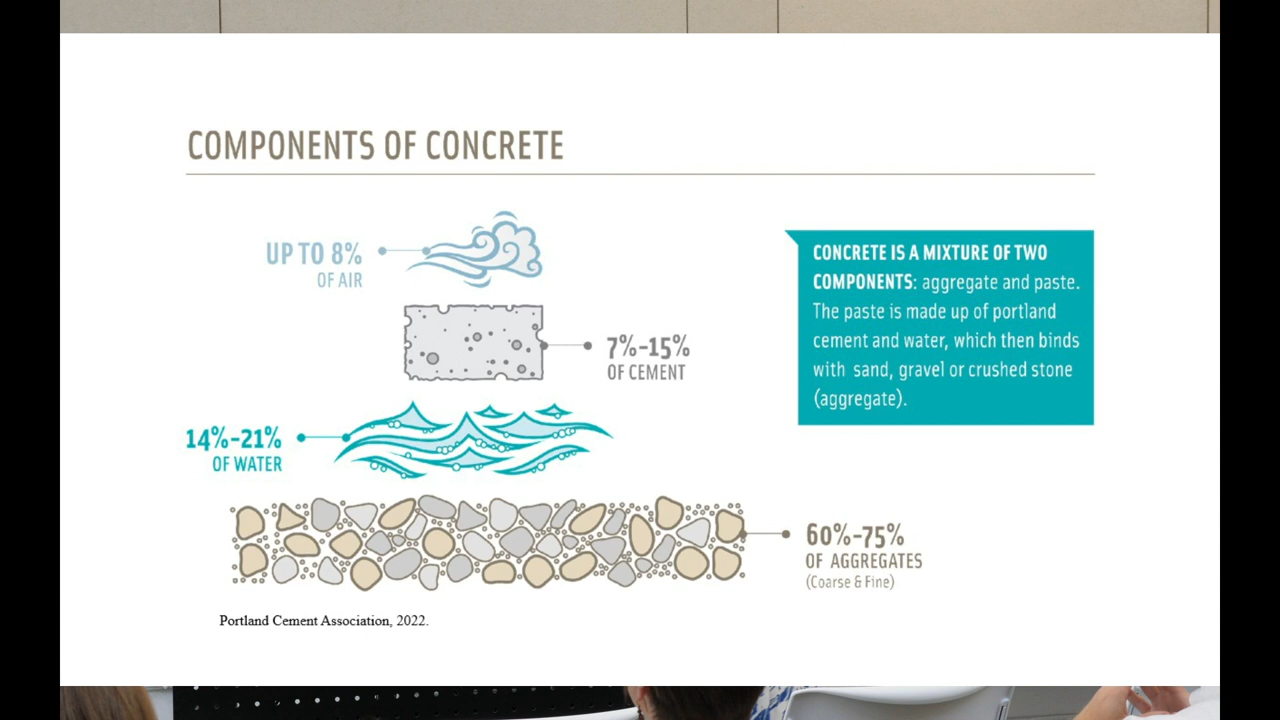 COMPONENTS OF CONCRETE
UP TO 8%
OF AIR
7%-15%
OF CEMENT
14%-21%
OF WATER
60%-75%
OF AGGREGATES
(Coarse & Fine)
CONCRETE IS A MIXTURE OF TWO
COMPONENTS: aggregate and paste.
The paste is made up of portland
cement and water, which then binds
with sand, gravel or crushed stone
(aggregate).
Portland Cement Association, 2022.